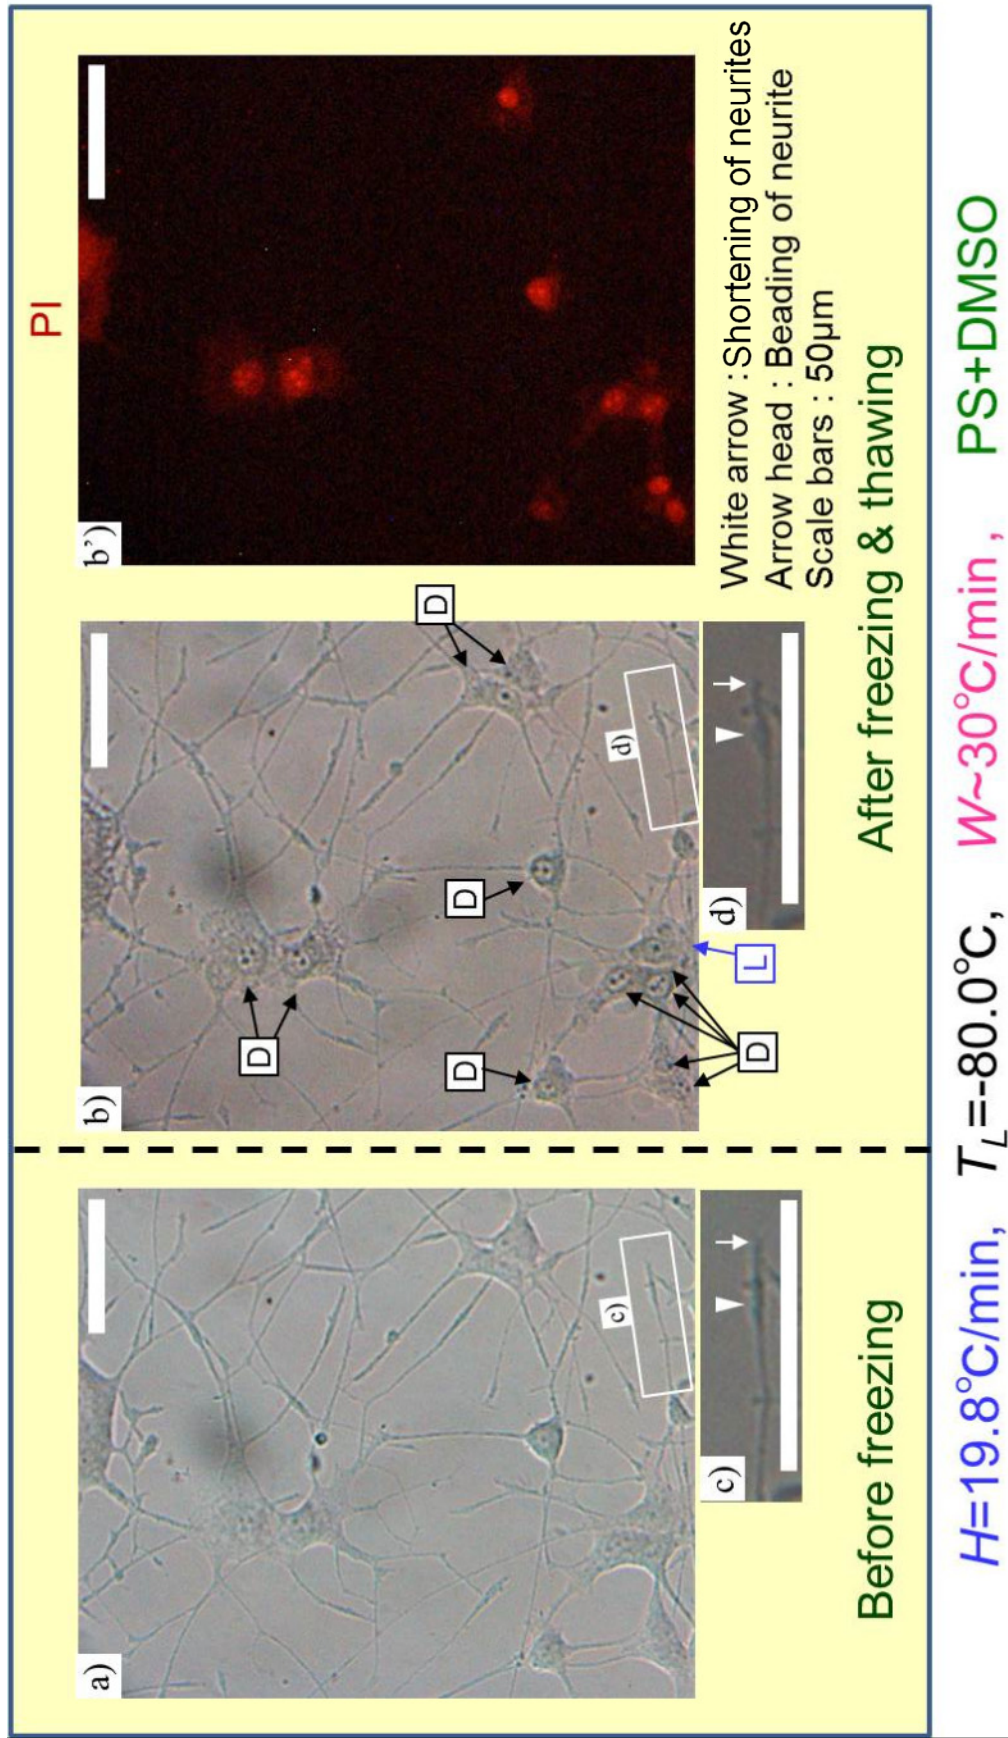 PI
a)
b)
b’)
D
D
D
D
D
L
c)
d)
c)
d)
White arrow : Shortening of neurites
Arrow head : Beading of neurite
Scale bars : 50μm
Before freezing
After freezing & thawing
H=19.8°C/min, T_L=-80.0°C, W~30°C/min , PS+DMSO